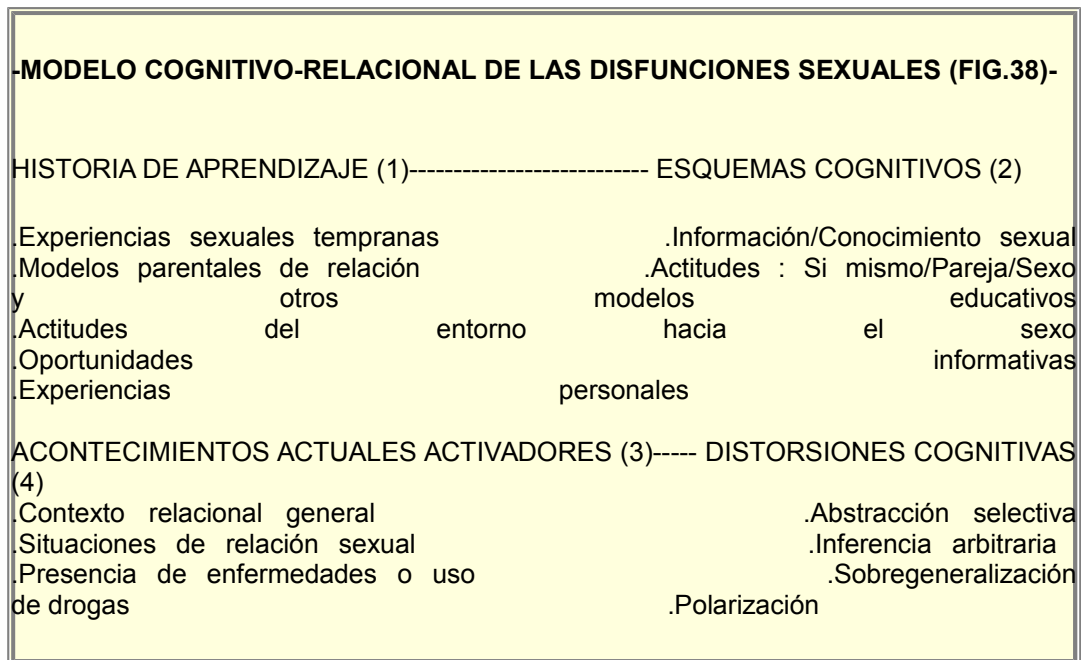 -MODELO COGNITIVO-RELACIONAL DE LAS DISFUNCIONES SEXUALES (FIG.38)-
HISTORIA DE APRENDIZAJE (1)--------------------------- ESQUEMAS COGNITIVOS (2)
.Experiencias sexuales tempranas .Información/Conocimiento sexual
.Modelos parentales de relación .Actitudes : Si mismo/Pareja/Sexo
y otros modelos educativos
.Actitudes del entorno hacia el sexo
.Oportunidades informativas
.Experiencias personales
ACONTECIMIENTOS ACTUALES ACTIVADORES (3)----- DISTORSIONES COGNITIVAS
(4)
.Contexto relacional general .Abstracción selectiva
.Situaciones de relación sexual .Inferencia arbitraria
.Presencia de enfermedades o uso .Sobregeneralización
de drogas .Polarización